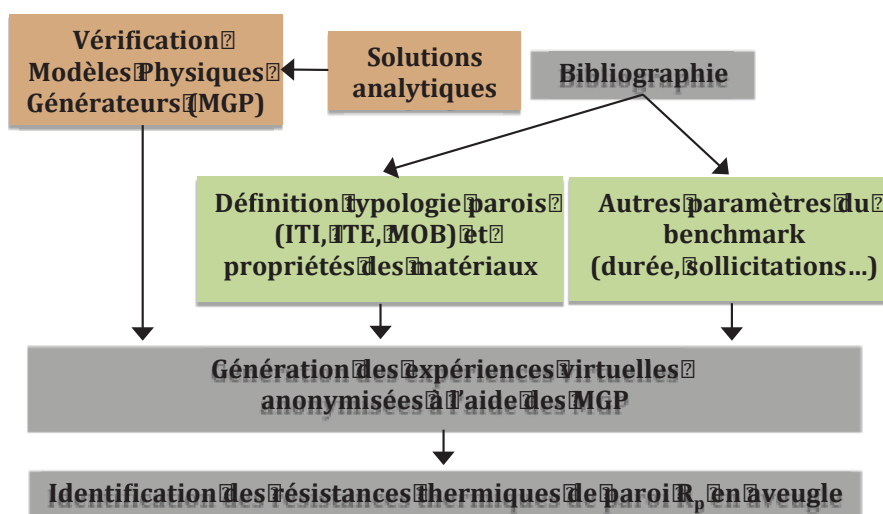 Vérification
Modèles Physiques
Générateurs (MGP)
Solutions
analytiques
Bibliographie
Définition typologie parois
(ITI, ITE, MOB) et
propriétés des matériaux
Autres paramètres du
benchmark
(durée, sollicitations…)
Génération des expériences virtuelles
anonymisées à l'aide des MGP
Identification des résistances thermiques de paroi Rp en aveugle